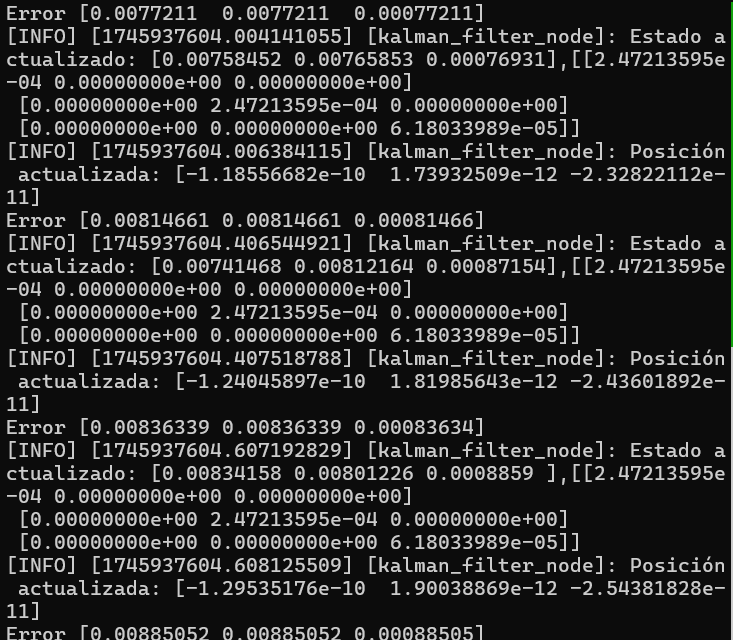 Error [0.0077211  0.0077211  0.00077211]
[INFO] [1745937604.004141055] [kalman_filter_node]: Estado a
ctualizado: [0.00758452 0.00765853 0.00076931],[[2.47213595e
-04 0.00000000e+00 0.00000000e+00]
 [0.00000000e+00 2.47213595e-04 0.00000000e+00]
 [0.00000000e+00 0.00000000e+00 6.18033989e-05]]
[INFO] [1745937604.006384115] [kalman_filter_node]: Posición
 actualizada: [-1.18556682e-10  1.73932509e-12 -2.32822112e-
11]
Error [0.00814661 0.00814661 0.00081466]
[INFO] [1745937604.406544921] [kalman_filter_node]: Estado a
ctualizado: [0.00741468 0.00812164 0.00087154],[[2.47213595e
-04 0.00000000e+00 0.00000000e+00]
 [0.00000000e+00 2.47213595e-04 0.00000000e+00]
 [0.00000000e+00 0.00000000e+00 6.18033989e-05]]
[INFO] [1745937604.407518788] [kalman_filter_node]: Posición
 actualizada: [-1.24045897e-10  1.81985643e-12 -2.43601892e-
11]
Error [0.00836339 0.00836339 0.00083634]
[INFO] [1745937604.607192829] [kalman_filter_node]: Estado a
ctualizado: [0.00834158 0.00801226 0.0008859 ],[[2.47213595e
-04 0.00000000e+00 0.00000000e+00]
 [0.00000000e+00 2.47213595e-04 0.00000000e+00]
 [0.00000000e+00 0.00000000e+00 6.18033989e-05]]
[INFO] [1745937604.608125509] [kalman_filter_node]: Posición
 actualizada: [-1.29535176e-10  1.90038869e-12 -2.54381828e-
11]
Error [0.00885052 0.00885052 0.00088505]